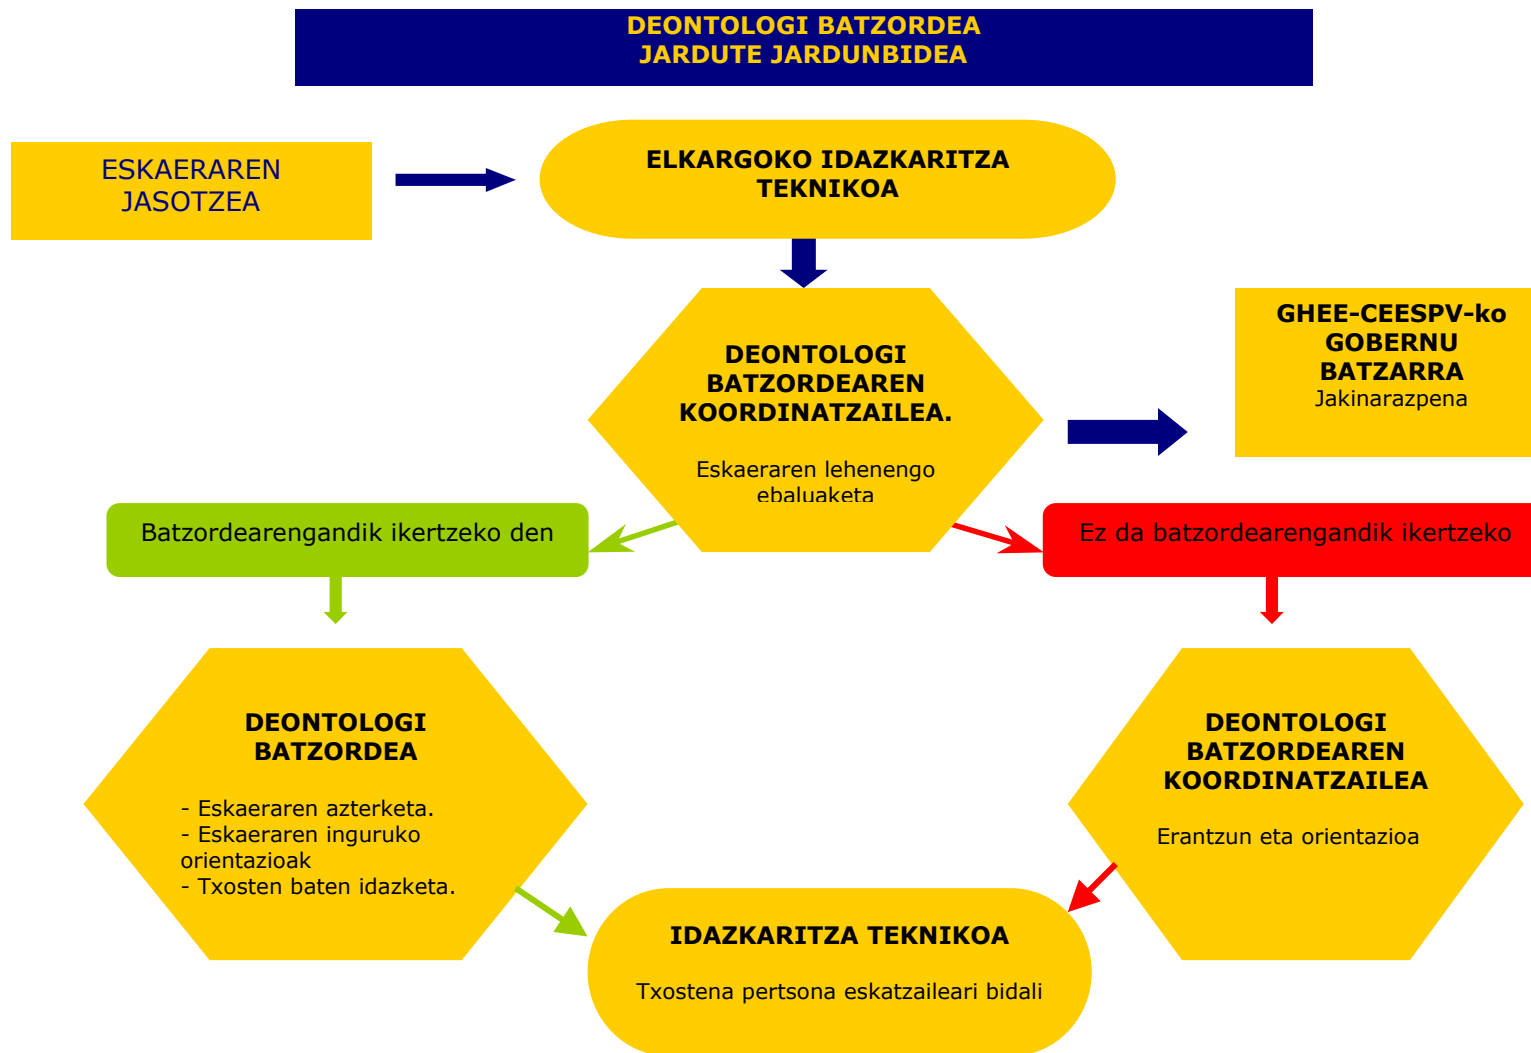 DEONTOLOGI BATZORDEA
JARDUTE JARDUNBIDEA
ESKAERAREN
JASOTZEA
ELKARGOKO IDAZKARITZA
TEKNIKOA
DEONTOLOGI
BATZORDEAREN
KOORDINATZAILEA.
Eskaeraren lehenengo
ebaluaketa
GHEE-CEESPV-ko
GOBERNU
BATZARRA
Jakinarazpena
Batzordearengandik ikertzeko den
Ez da batzordearengandik ikertzeko
DEONTOLOGI
BATZORDEA
- Eskaeraren azterketa.
- Eskaeraren inguruko
orientazioak
- Txosten baten idazketa.
DEONTOLOGI
BATZORDEAREN
KOORDINATZAILEA
Erantzun eta orientazioa
IDAZKARITZA TEKNIKOA
Txostena pertsona eskatzaileari bidali